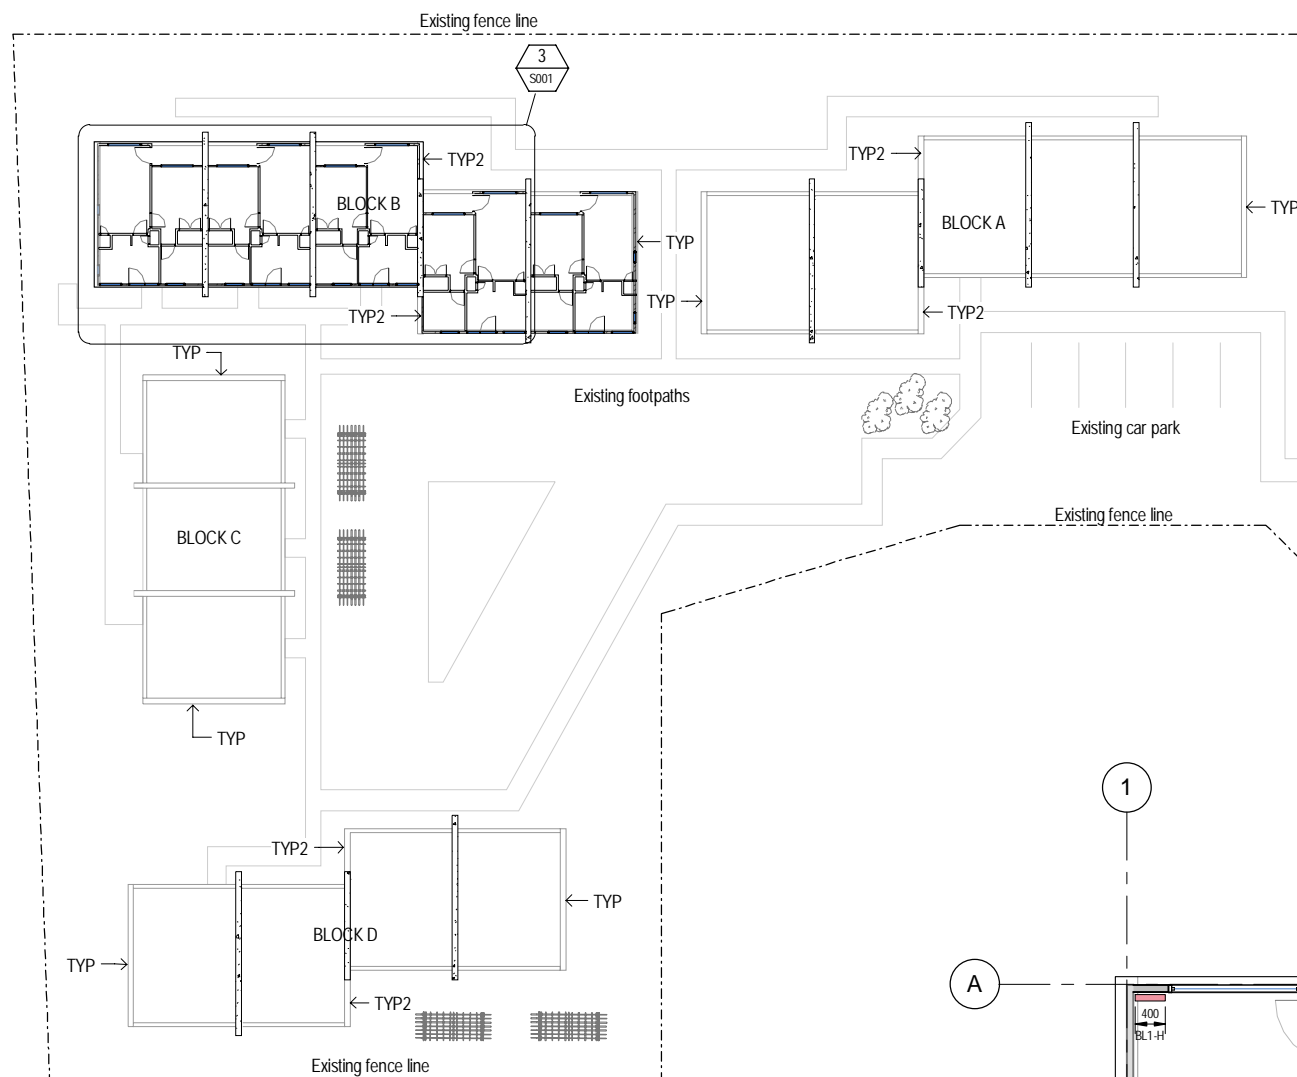 Existing fence line
3
S001
TYP2
TYP2
BLOCK B
BLOCK A
TYP
TYP
TYP
TYP2
TYP2
TYP
Existing footpaths
Existing car park
BLOCK C
Existing fence line
TYP
1
TYP2
TYP
BLOCK D
TYP
A
TYP2
400
BL1-H
Existing fence line